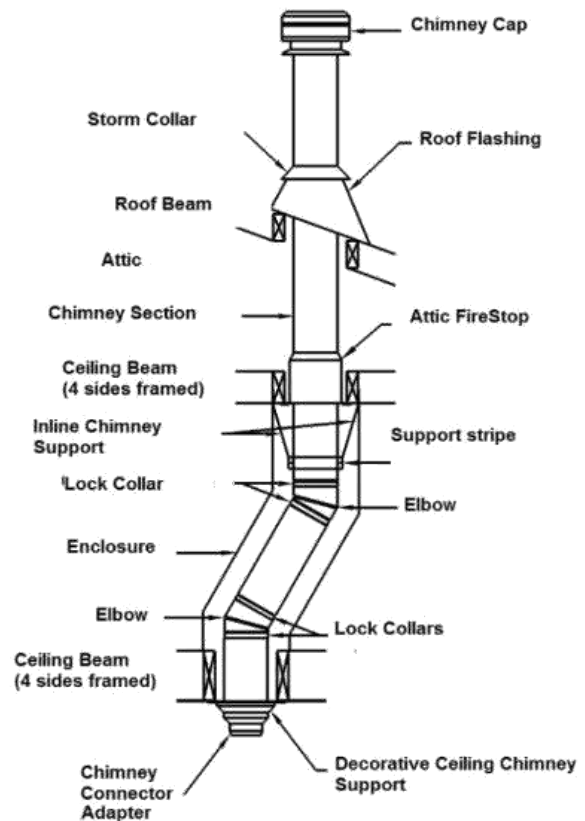 Chimney Cap
Storm Collar
Roof Flashing
Roof Beam
Attic
Chimney Section
Attic FireStop
Ceiling Beam
(4 sides framed)
Inline Chimney
Support
Support stripe
Lock Collar
Elbow
Enclosure
Elbow
Lock Collars
Ceiling Beam
(4 sides framed)
Decorative Ceiling Chimney
Support
Chimney
Connector
Adapter